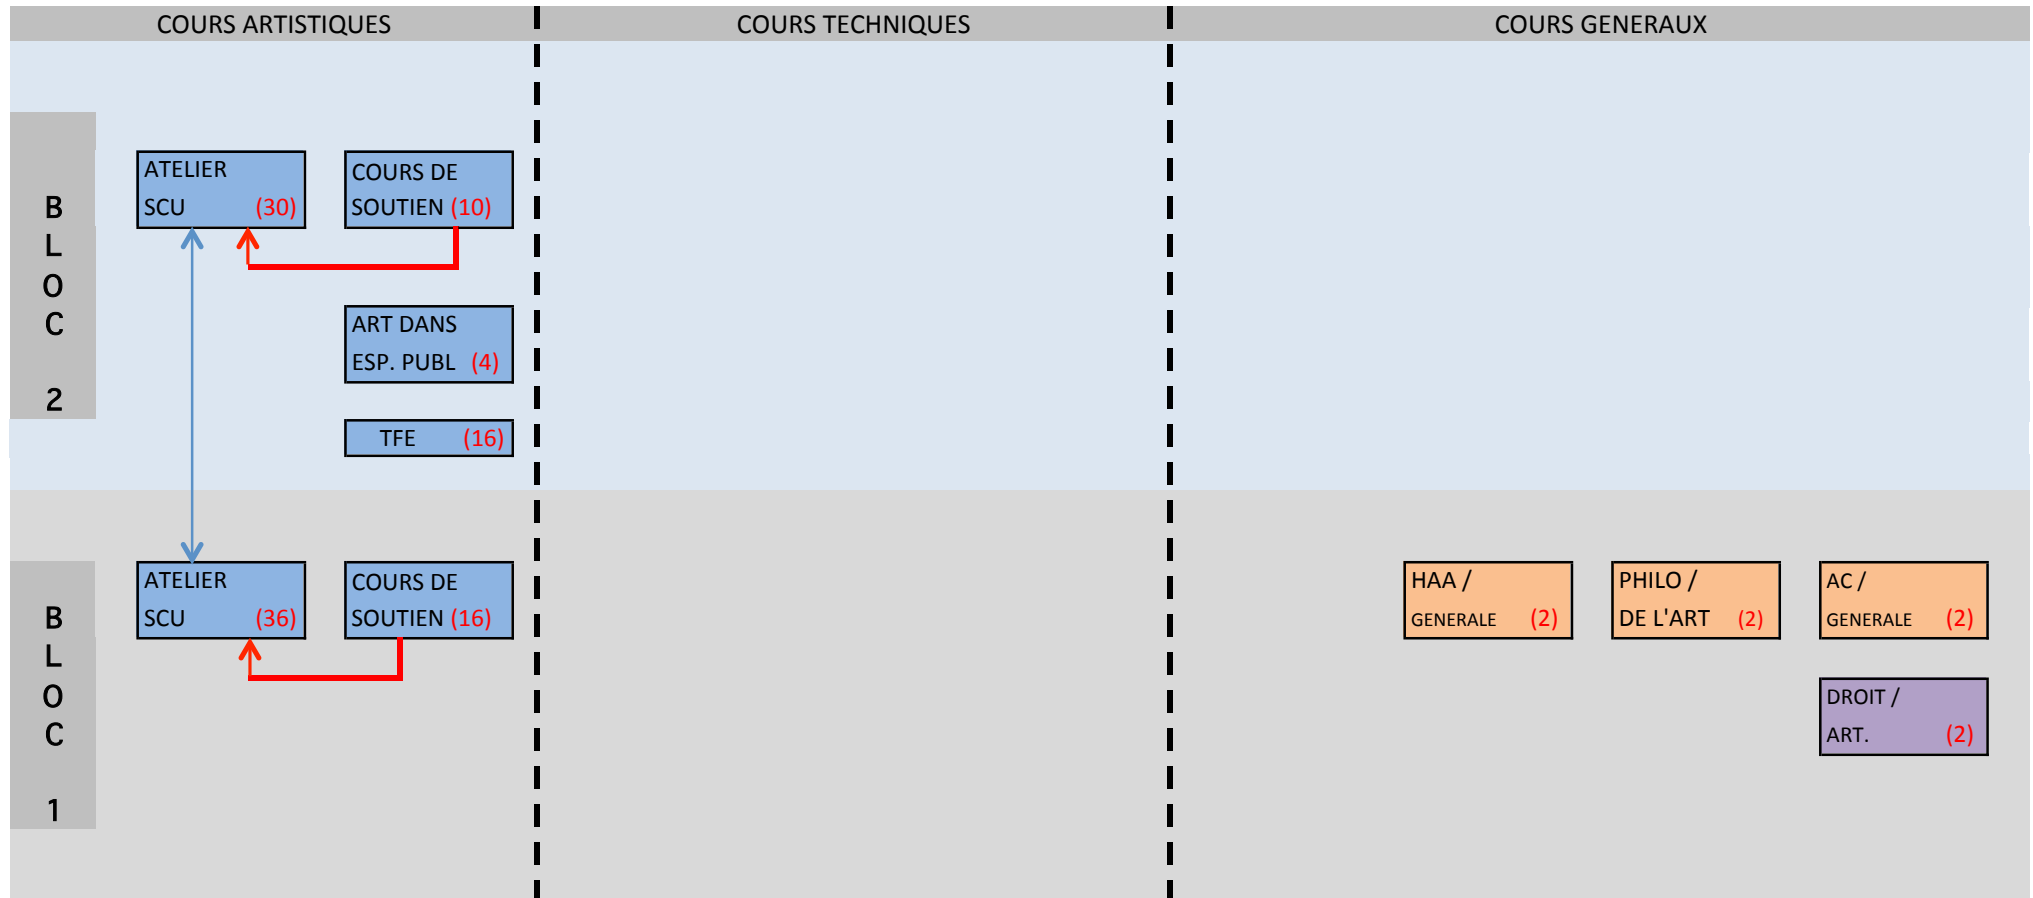 COURS ARTISTIQUES
COURS TECHNIQUES
COURS GENERAUX
B
L
O
C
2
ATELIER
SCU (30)
COURS DE
SOUTIEN (10)
ART DANS
ESP. PUBL (4)
TFE (16)
B
L
O
C
1
ATELIER
SCU (36)
COURS DE
SOUTIEN (16)
HAA /
GENERALE (2)
PHILO /
DE L'ART (2)
AC /
GENERALE (2)
DROIT /
ART. (2)